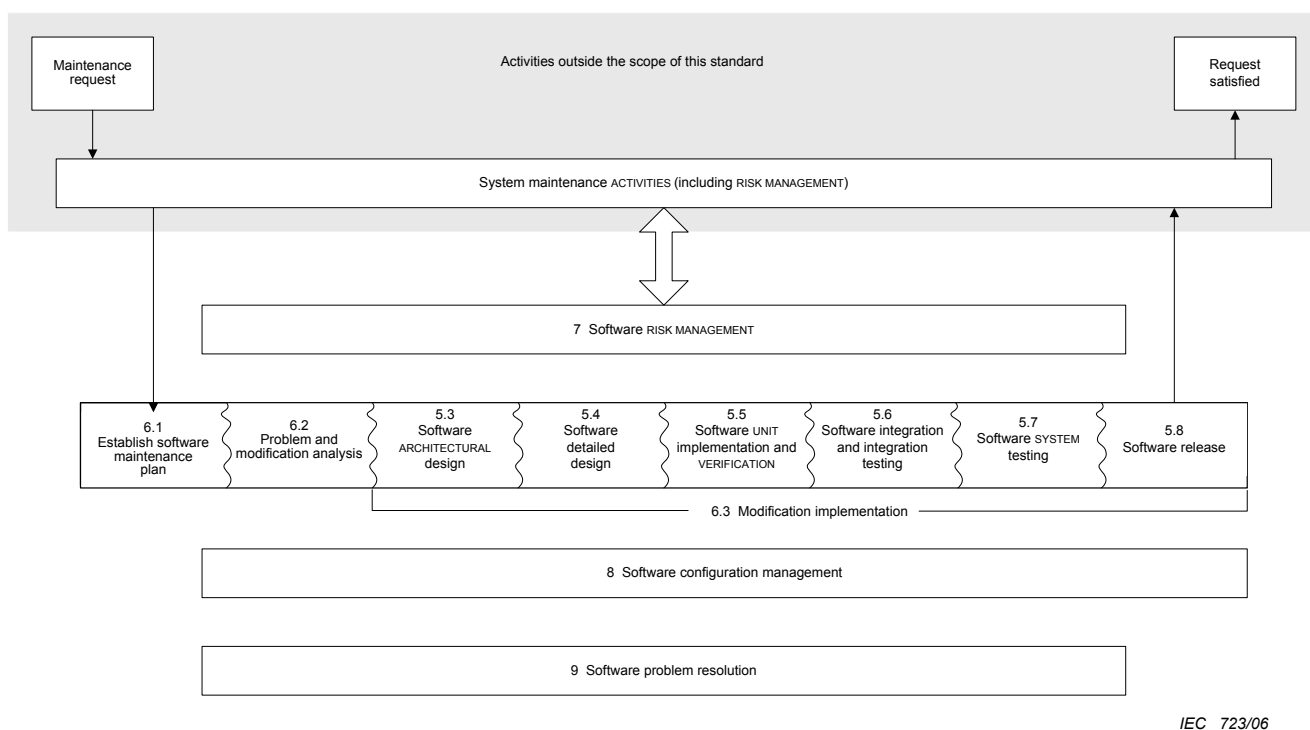 Maintenance
request
Activities outside the scope of this standard
Request
satisfied
System maintenance ACTIVITIES (including RISK MANAGEMENT)
7 Software RISK MANAGEMENT
6.1
Establish software
maintenance
plan
6.2
Problem and
modification analysis
5.3
Software
ARCHITECTURAL
design
5.4
Software
detailed
design
5.5
Software UNIT
implementation and
VERIFICATION
5.6
Software integration
and integration
testing
5.7
Software SYSTEM
testing
5.8
Software release
6.3 Modification implementation
8 Software configuration management
9 Software problem resolution
IEC 723/06